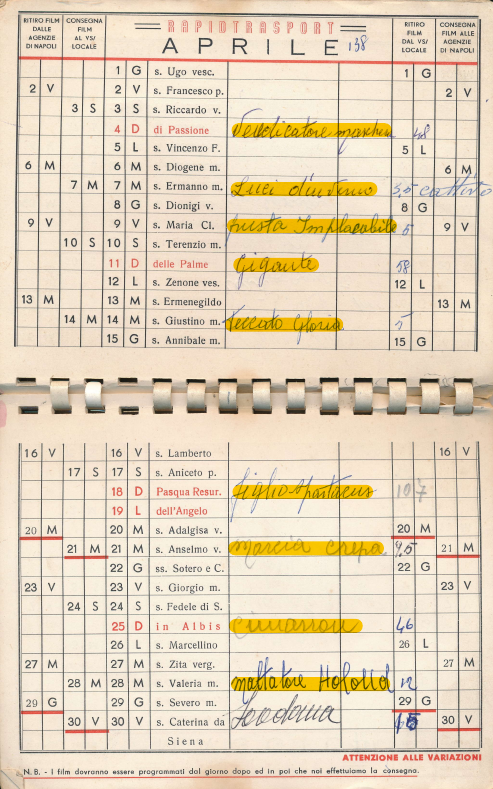 RITIRO FILM DALLE AGENZIE DI NAPOLI
CONSEGNA FILM AL VS/ LOCALE
RAPIDTRASPORT
APRILE 138
RITIRO FILM DAL VS/ LOCALE
CONSEGNA FILM ALLE AGENZIE DI NAPOLI
1 G s. Ugo vesc. 1 G
2 V 2 V s. Francesco p. 2 V
3 S 3 S s. Riccardo v.
4 D di Passione 48
5 L s. Vincenzo F. 5 L
6 M 6 M s. Diogene m. 6 M
7 M 7 M s. Ermanno m. Luci d'inverno 3,5 cattivo
8 G s. Dionigi v. 8 G
9 V 9 V s. Maria Cl. pista Implacabile 5 9 V
10 S 10 S s. Terenzio m.
11 D delle Palme Gigante 58
12 L s. Zenone ves. 12 L
13 M 13 M s. Ermenegildo 13 M
14 M 14 M s. Giustino m. Gloria 5
15 G s. Annibale m. 15 G
16 V 16 V s. Lamberto 16 V
17 S 17 S s. Aniceto p.
18 D Pasqua Resur. figlio spartacus 107
19 L dell'Angelo
20 M 20 M s. Adalgisa v. 20 M
21 M 21 M s. Anselmo v. Marcia o crepa 9,5 21 M
22 G ss. Sotero e C. 22 G
23 V 23 V s. Giorgio m. 23 V
24 S 24 S s. Fedele di S.
25 D in Albis cimarron 46
26 L s. Marcellino 26 L
27 M 27 M s. Zita verg. 27 M
28 M 28 M s. Valeria m. mattatore Holliwod 12
29 G 29 G s. Severo m. 29 G
30 V 30 V s. Caterina da 15 30 V
Siena
ATTENZIONE ALLE VARIAZIONI
N. B. - I film dovranno essere programmati dal giorno dopo ed in poi che noi effettuiamo la consegna.